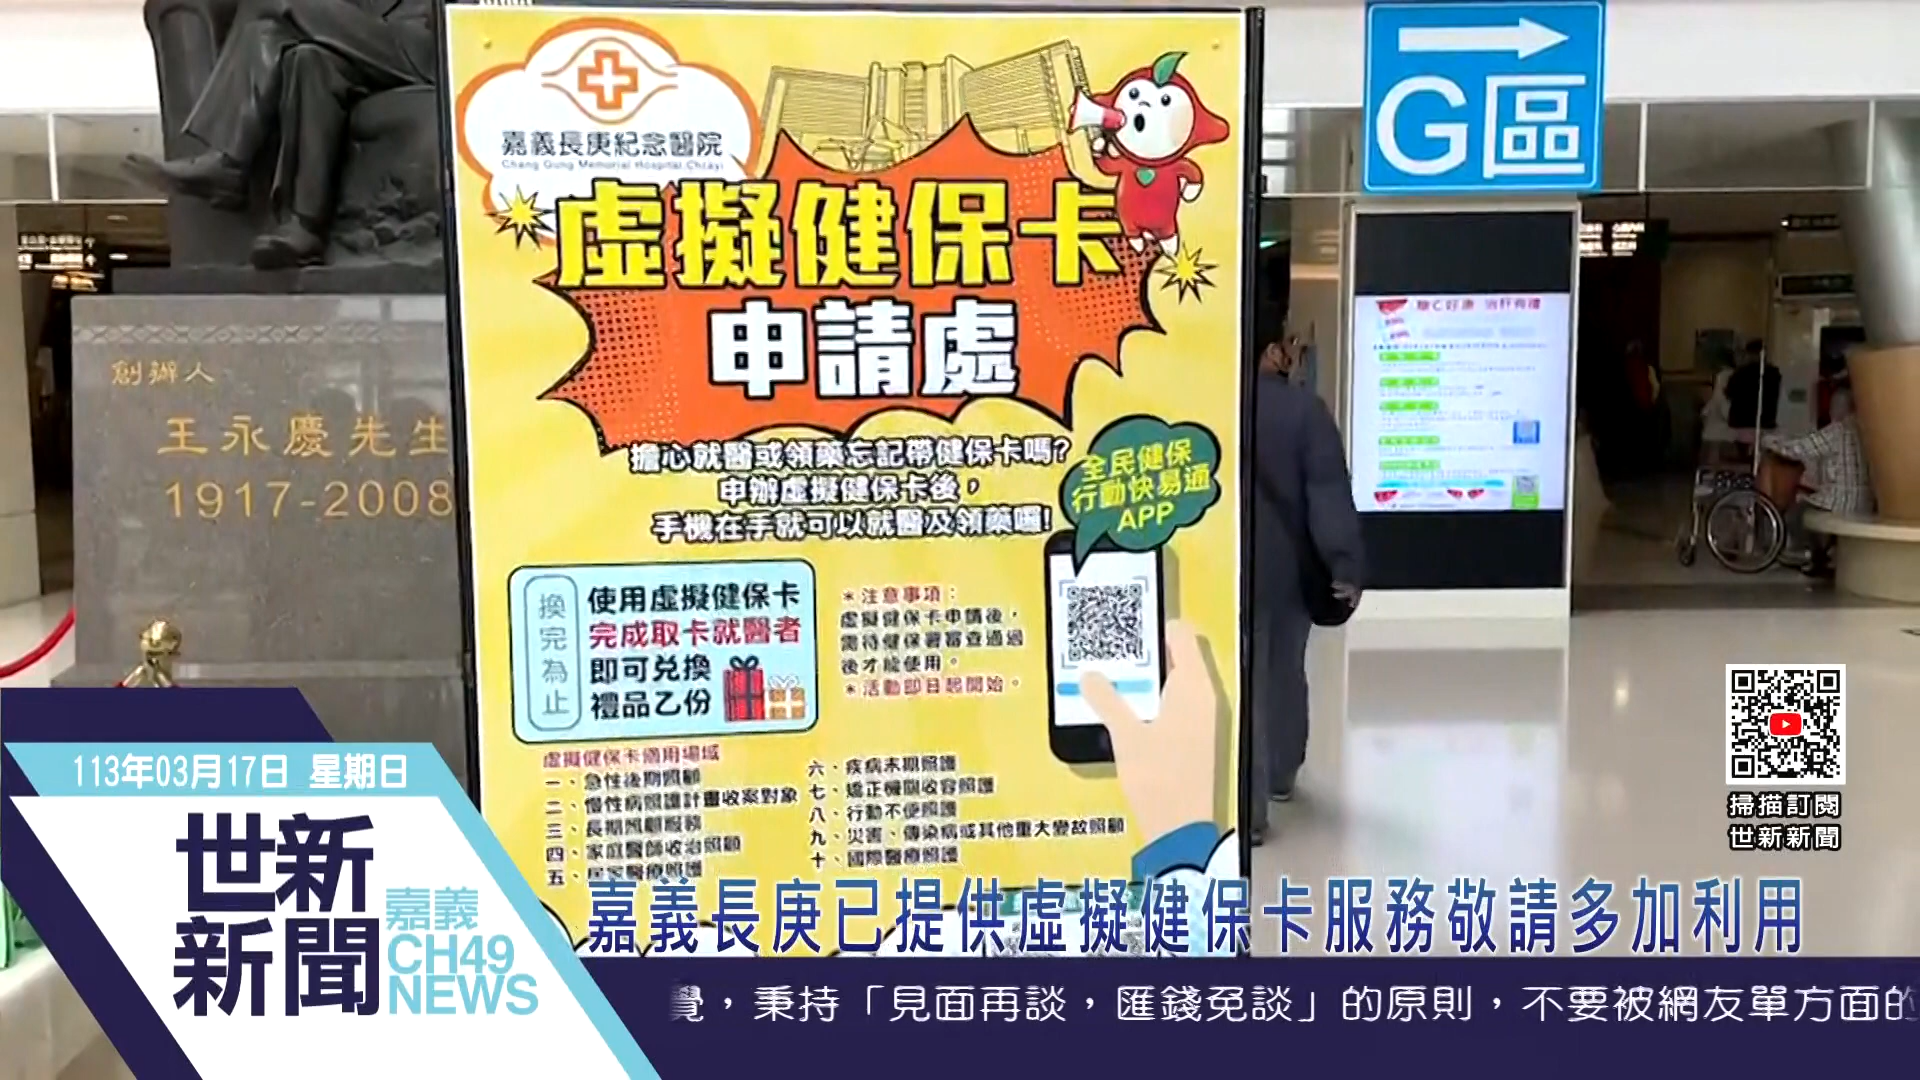 嘉義長庚紀念醫院
Chang Gung Memorial Hospital, Chiayi
虛擬健保卡
申請處
擔心就醫或領藥忘記帶健保卡嗎?
申辦虛擬健保卡後，
手機在手就可以就醫及領藥囉!
全民健保
行動快易通
APP
換完為止
使用虛擬健保卡
完成取卡就醫者
即可兌換
禮品乙份
*注意事項：
虛擬健保卡申請後，
需待健保署審查通過
後才能使用。
*活動即日起開始。
虛擬健保卡適用場域
一、急性後期照顧
二、慢性病照護計畫收案對象
三、長期照顧服務
四、家庭醫師收治照顧
五、居家醫療照護
六、疾病末期照護
七、矯正機關收容照護
八、行動不便照護
九、災害、傳染病或其他重大變故照顧
十、國際醫療照護
G區
創辦人
王永慶先生
1917-2008
掃描訂閱
世新新聞
113年03月17日 星期日
世新
新聞
嘉義
CH49
NEWS
嘉義長庚已提供虛擬健保卡服務敬請多加利用
覺，秉持「見面再談，匯錢免談」的原則，不要被網友單方面的